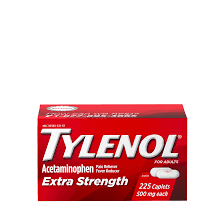 TYLENOL
FOR ADULTS
Acetaminophen
Pain Reliever
Fever Reducer
Extra Strength
225 Caplets
500 mg each